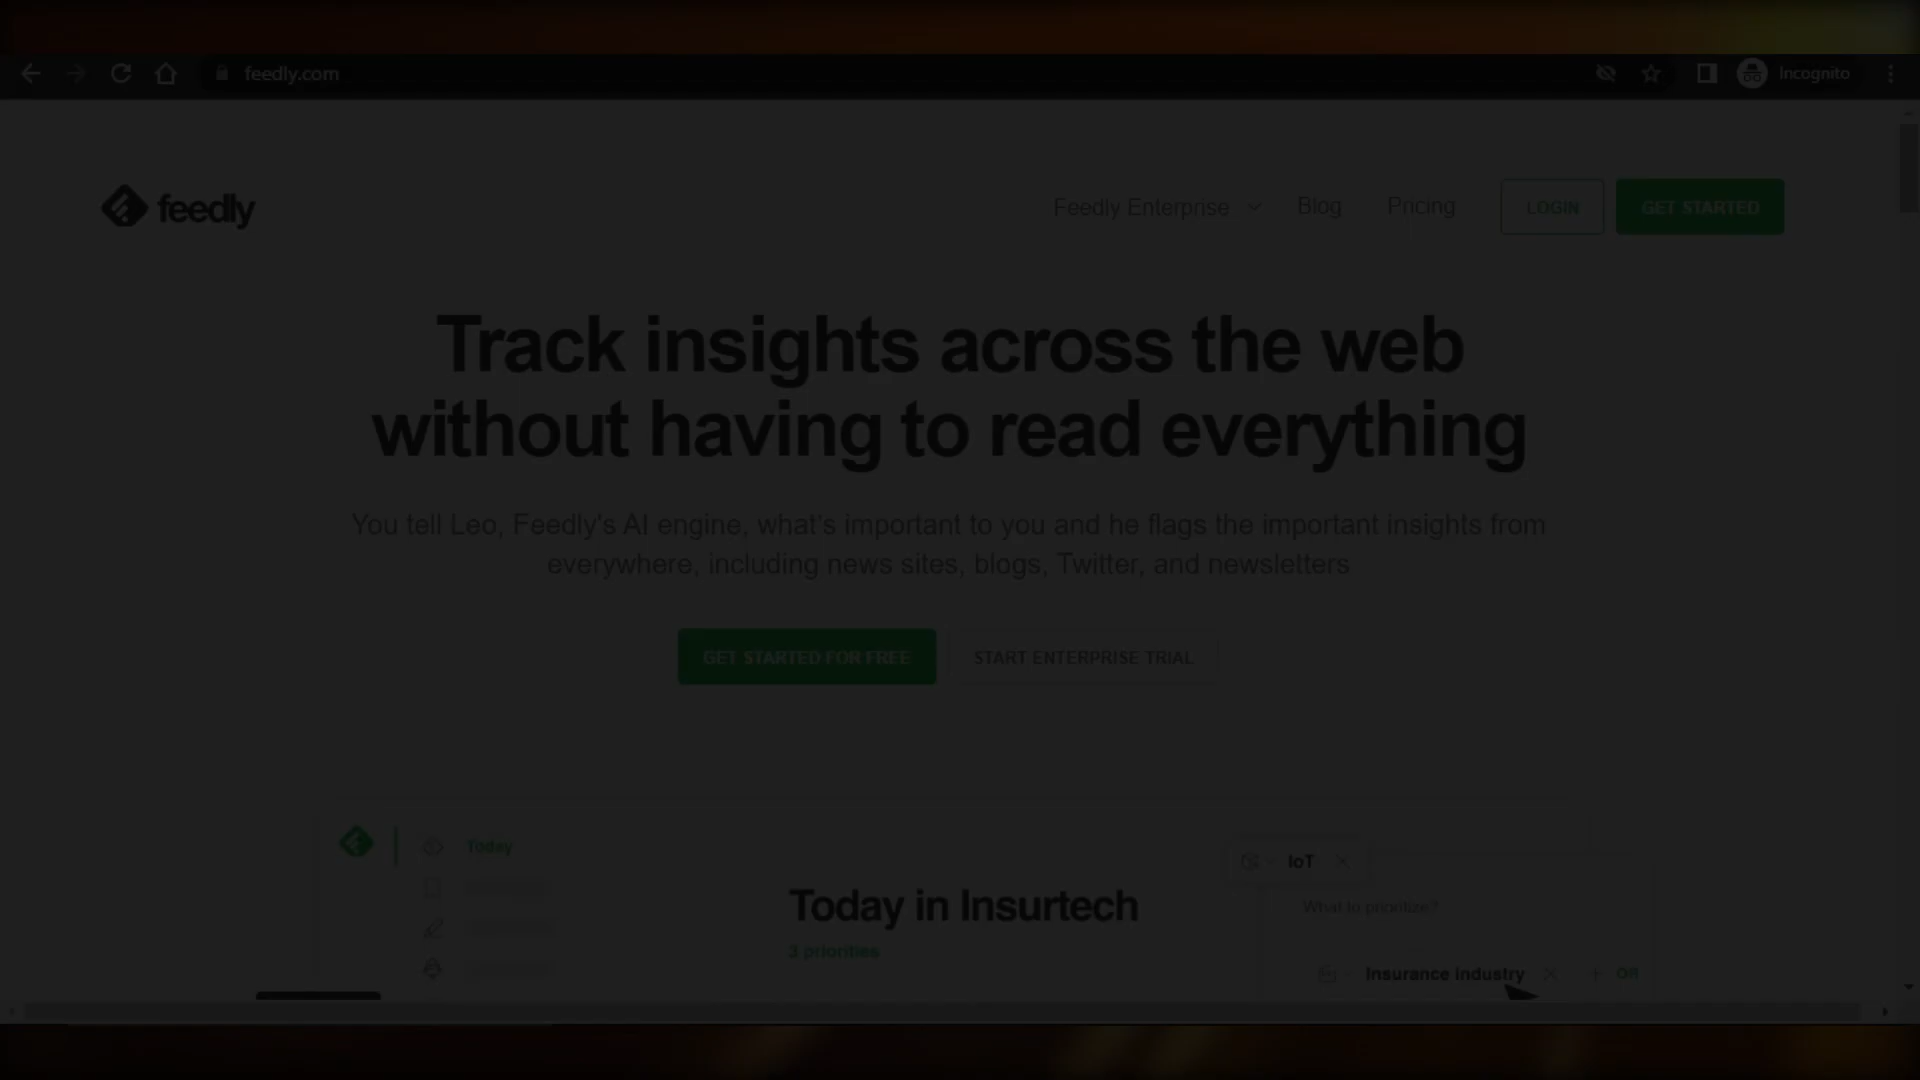 feedly.com
Incognito
feedly
Feedly Enterprise
Blog
Pricing
LOGIN
GET STARTED
Track insights across the web
without having to read everything
You tell Leo, Feedly's AI engine, what's important to you and he flags the important insights from
everywhere, including news sites, blogs, Twitter, and newsletters
GET STARTED FOR FREE
START ENTERPRISE TRIAL
Today
IoT
Today in Insurtech
What to prioritize?
3 priorities
Insurance Industry
OR